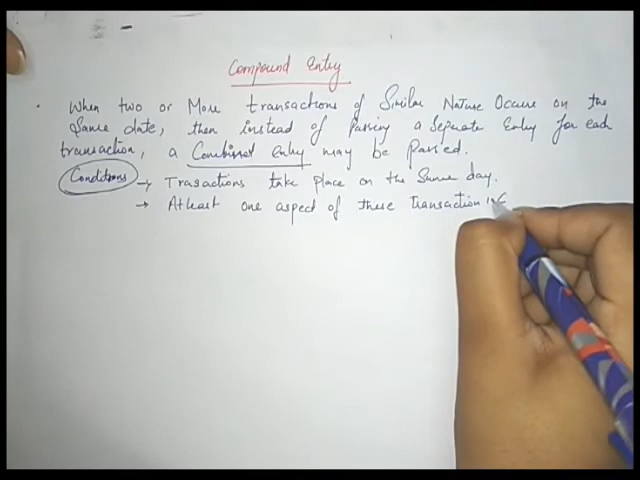 Compound Entry
When two or More transactions of Similar Nature Occure on the
Same date, then instead of Passing a Separate Entry for each
transaction, a Combined entry may be Passed.
Conditions → Trasactions take place on the Same day.
→ Atleast one aspect of these transaction is